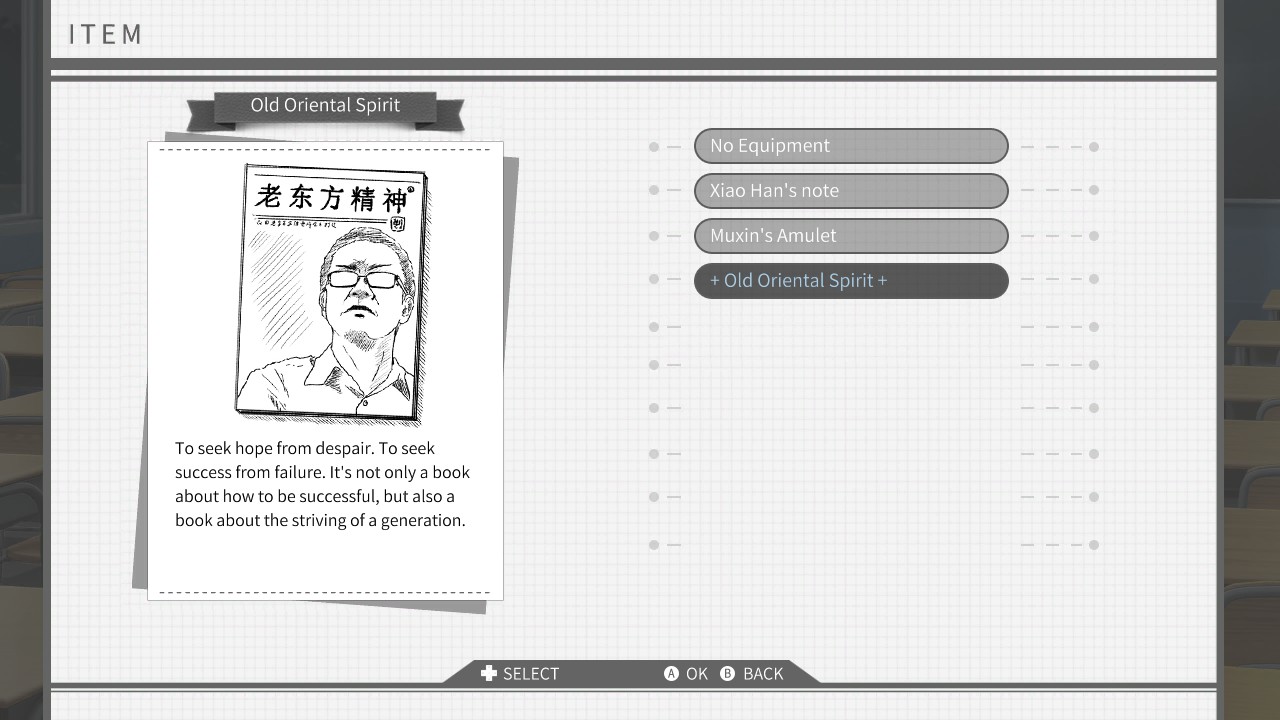 ITEM
Old Oriental Spirit
老东方精神
To seek hope from despair. To seek
success from failure. It's not only a book
about how to be successful, but also a
book about the striving of a generation.
No Equipment
Xiao Han's note
Muxin's Amulet
+ Old Oriental Spirit +
SELECT
A OK B BACK